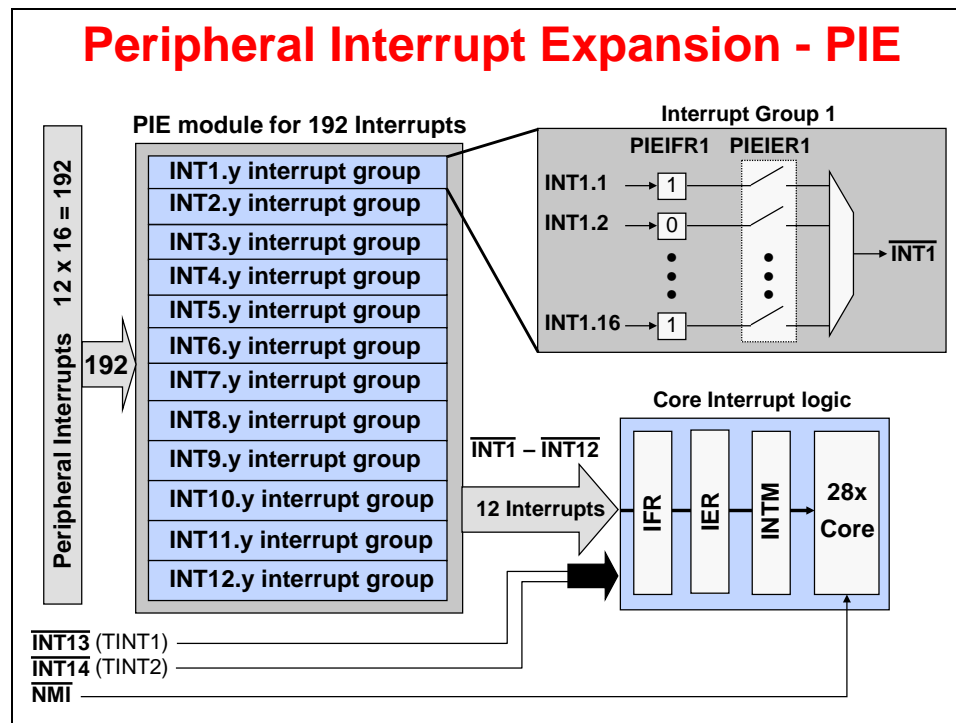 Peripheral Interrupt Expansion - PIE
Peripheral Interrupts 12 x 16 = 192
192
PIE module for 192 Interrupts
INT1.y interrupt group
INT2.y interrupt group
INT3.y interrupt group
INT4.y interrupt group
INT5.y interrupt group
INT6.y interrupt group
INT7.y interrupt group
INT8.y interrupt group
INT9.y interrupt group
INT10.y interrupt group
INT11.y interrupt group
INT12.y interrupt group
Interrupt Group 1
PIEIFR1 PIEIER1
INT1.1 1
INT1.2 0
INT1
INT1.16 1
Core Interrupt logic
INT1 – INT12
12 Interrupts
IFR
IER
INTM
28x
Core
INT13 (TINT1)
INT14 (TINT2)
NMI